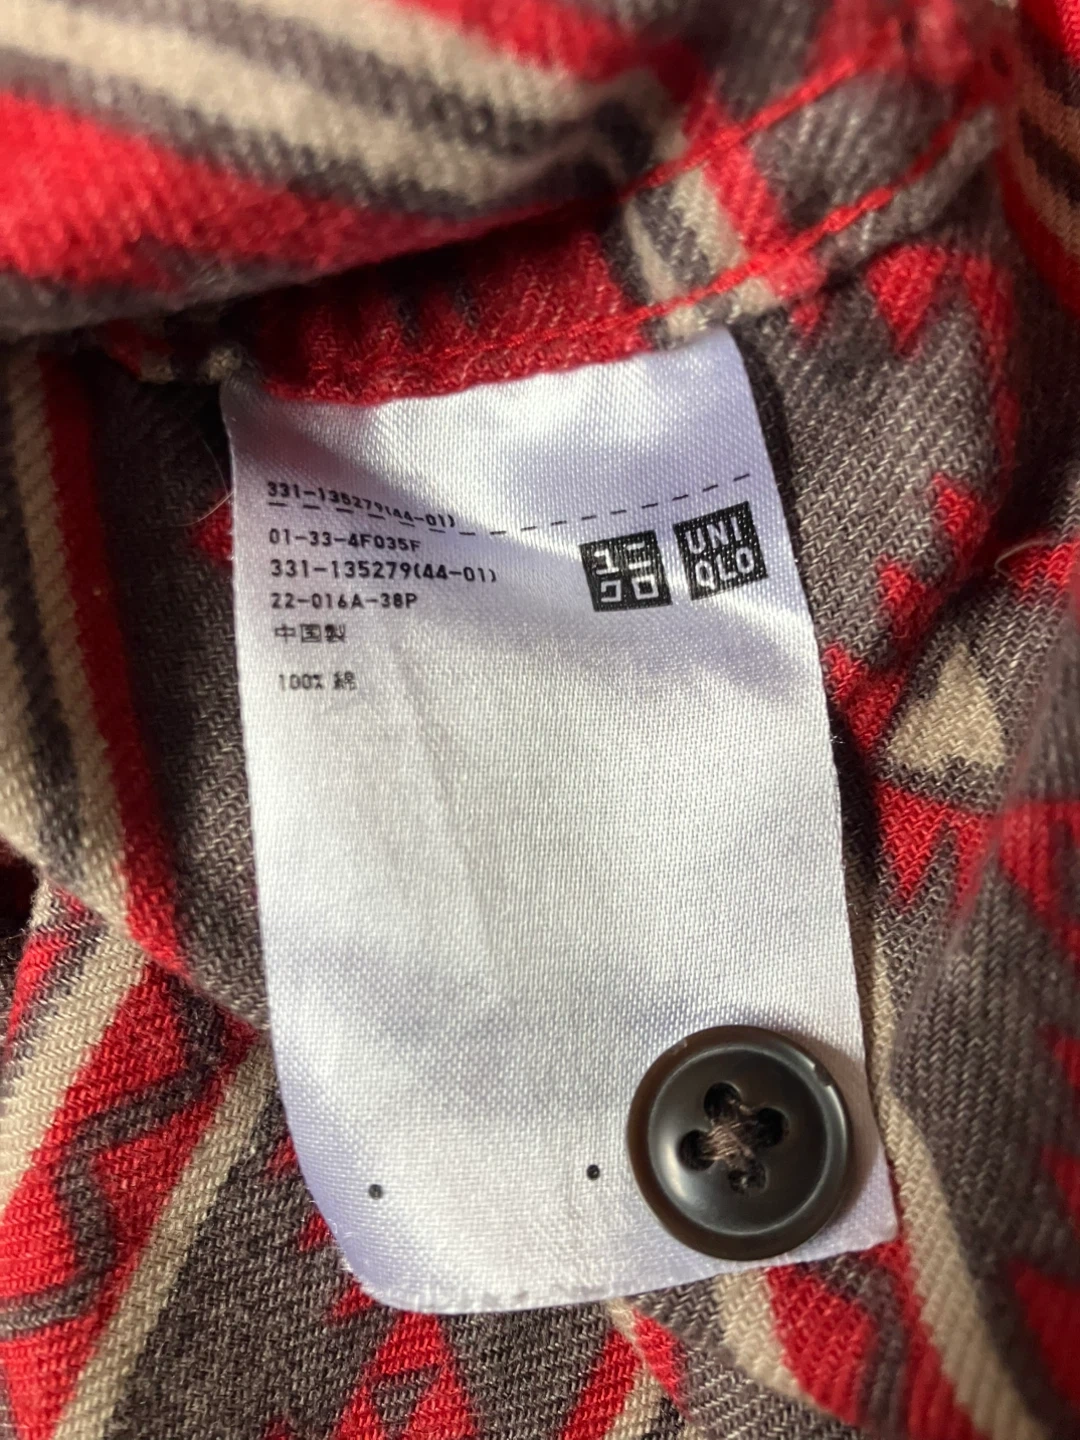 331-135279(44-01)
01-33-4F035F
331-135279(44-01)
22-016A-38P
中国製
100% 綿
ユニ
クロ
UNI
QLO